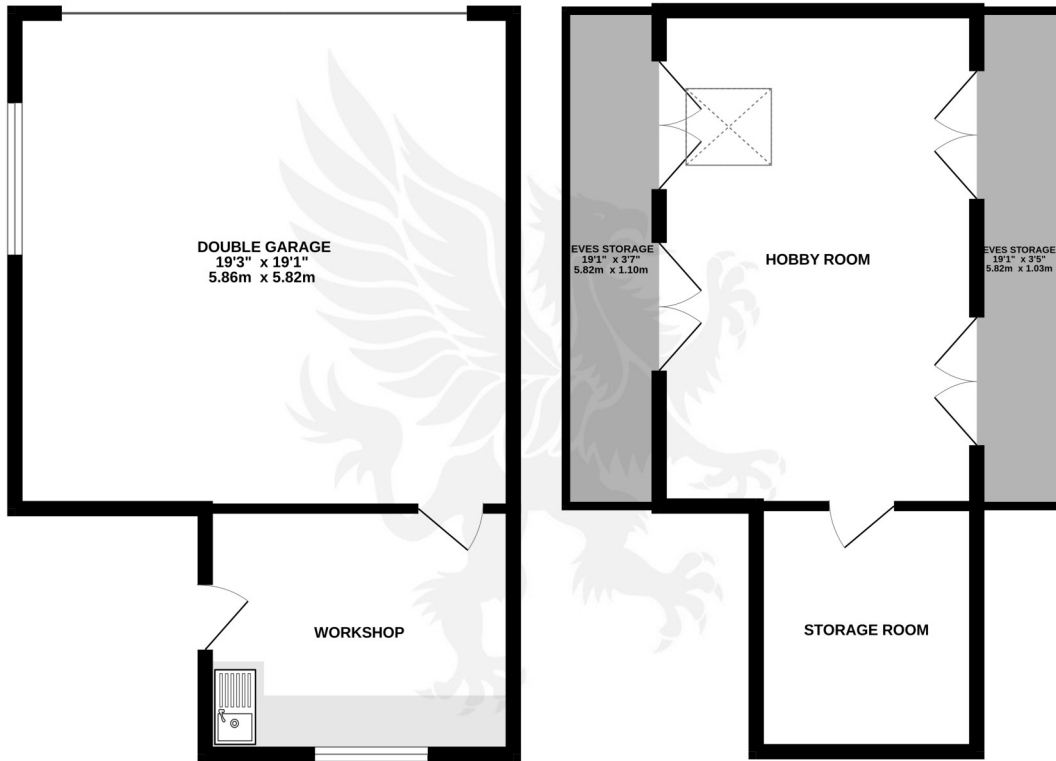 DOUBLE GARAGE
19'3" x 19'1"
5.86m x 5.82m
WORKSHOP
EVES STORAGE
19'1" x 3'7"
5.82m x 1.10m
HOBBY ROOM
EVES STORAGE
19'1" x 3'5"
5.82m x 1.03m
STORAGE ROOM